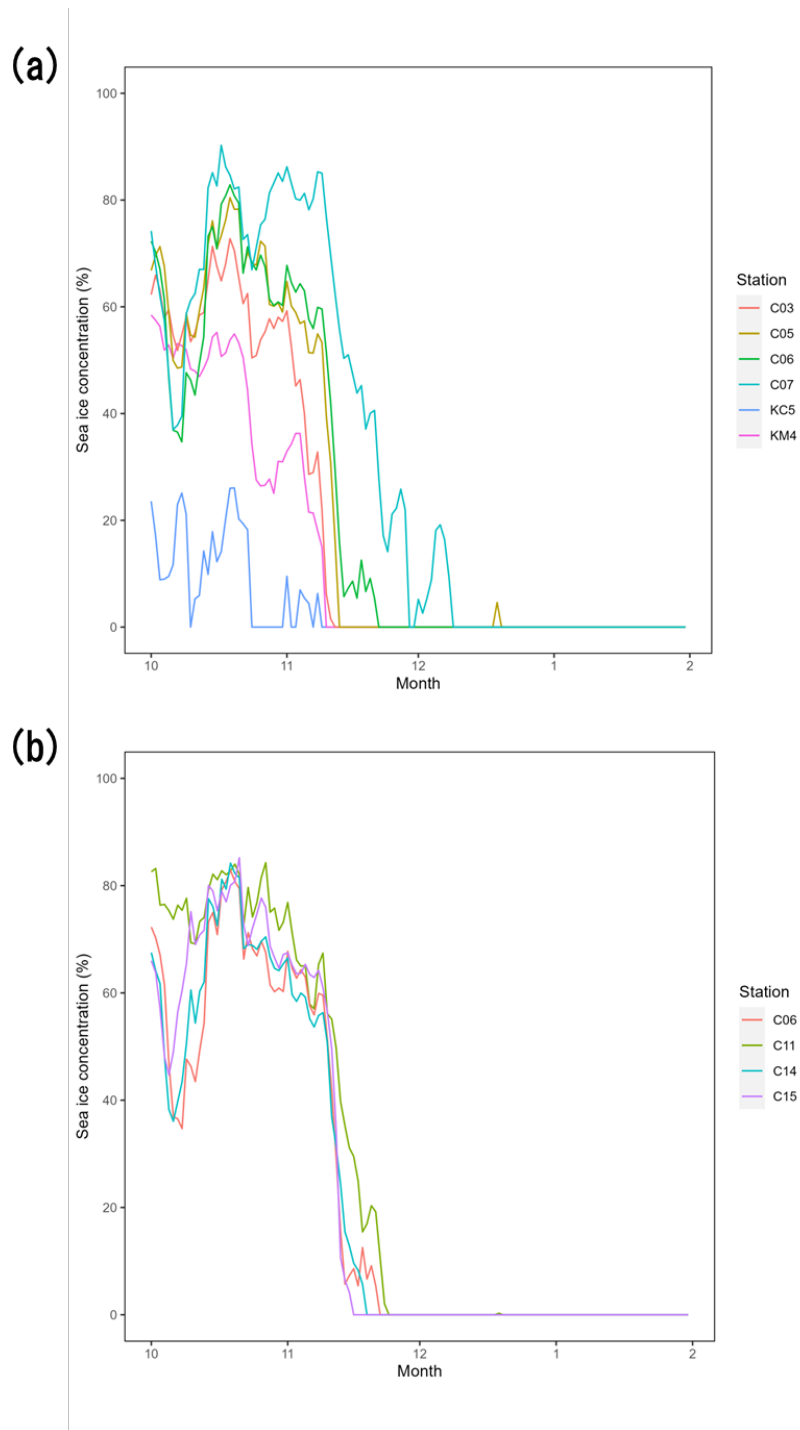 (a)
100
80
60
40
20
0
Sea ice concentration (%)
10
11
12
1
2
Month
Station
C03
C05
C06
C07
KC5
KM4
(b)
100
80
60
40
20
0
Sea ice concentration (%)
10
11
12
1
2
Month
Station
C06
C11
C14
C15